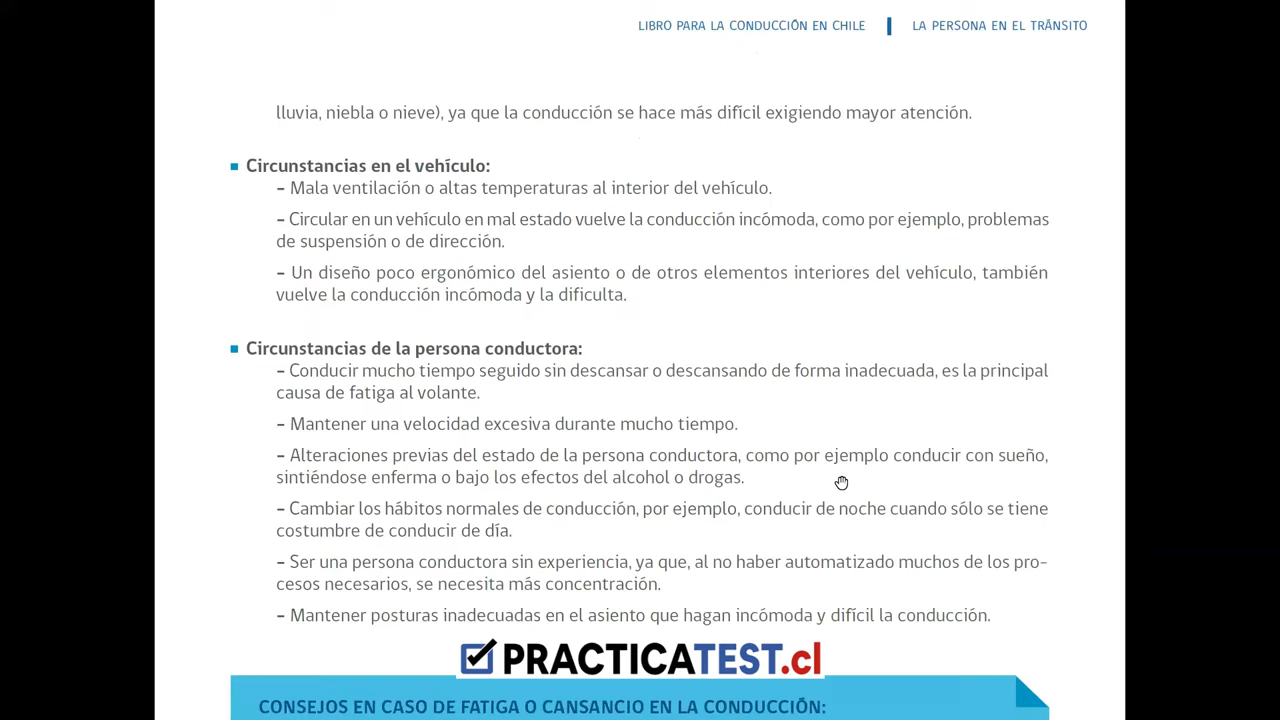 LIBRO PARA LA CONDUCCIÓN EN CHILE LA PERSONA EN EL TRÁNSITO
lluvia, niebla o nieve), ya que la conducción se hace más difícil exigiendo mayor atención.
Circunstancias en el vehículo:
– Mala ventilación o altas temperaturas al interior del vehículo.
– Circular en un vehículo en mal estado vuelve la conducción incómoda, como por ejemplo, problemas
de suspensión o de dirección.
– Un diseño poco ergonómico del asiento o de otros elementos interiores del vehículo, también
vuelve la conducción incómoda y la dificulta.
Circunstancias de la persona conductora:
– Conducir mucho tiempo seguido sin descansar o descansando de forma inadecuada, es la principal
causa de fatiga al volante.
– Mantener una velocidad excesiva durante mucho tiempo.
– Alteraciones previas del estado de la persona conductora, como por ejemplo conducir con sueño,
sintiéndose enferma o bajo los efectos del alcohol o drogas.
– Cambiar los hábitos normales de conducción, por ejemplo, conducir de noche cuando sólo se tiene
costumbre de conducir de día.
– Ser una persona conductora sin experiencia, ya que, al no haber automatizado muchos de los pro-
cesos necesarios, se necesita más concentración.
– Mantener posturas inadecuadas en el asiento que hagan incómoda y difícil la conducción.
PRACTICATEST.cl
CONSEJOS EN CASO DE FATIGA O CANSANCIO EN LA CONDUCCIÓN: